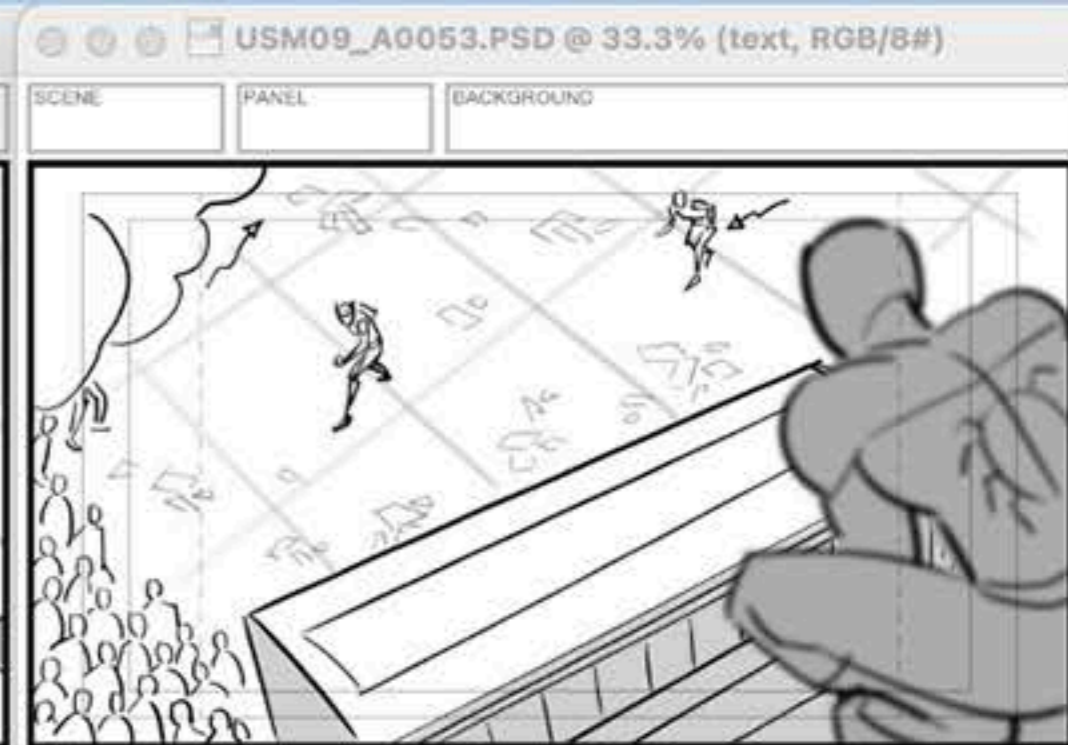 USM09_A0053.PSD @ 33.3% (text, RGB/8#)
SCENE
PANEL
BACKGROUND